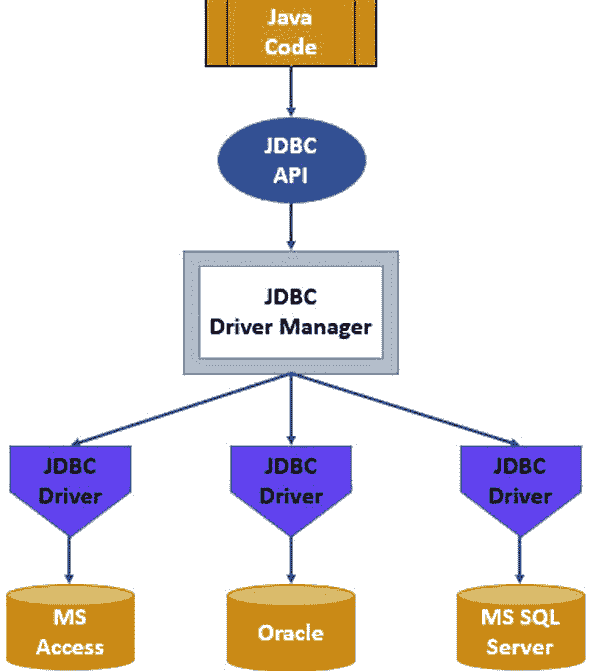 Java
Code
JDBC
API
JDBC
Driver Manager
JDBC
Driver
JDBC
Driver
JDBC
Driver
MS
Access
Oracle
MS SQL
Server